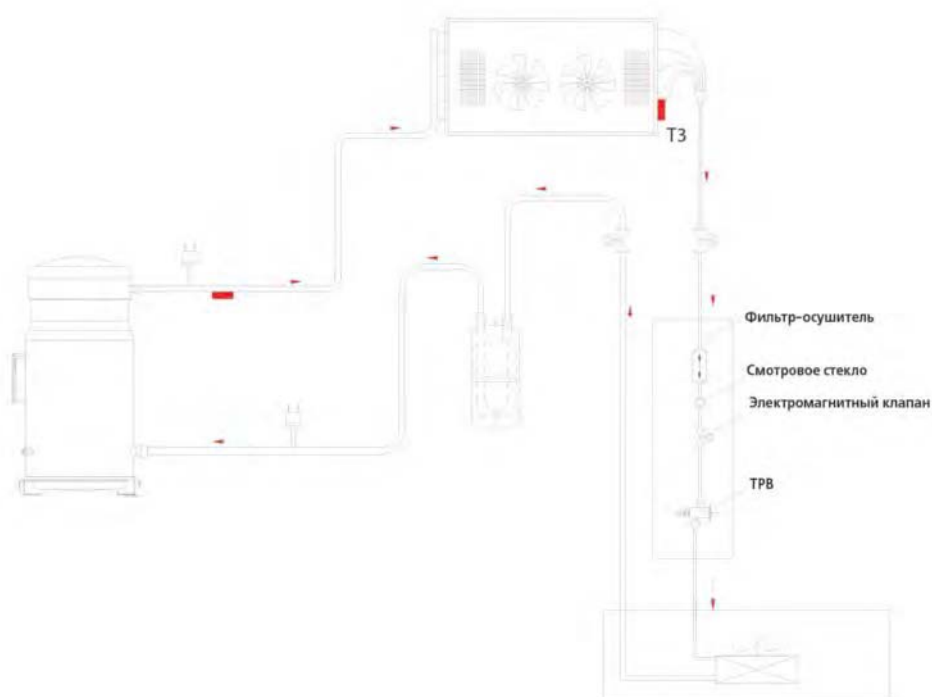 T3
Фильтр-осушитель
Смотровое стекло
Электромагнитный клапан
ТРВ